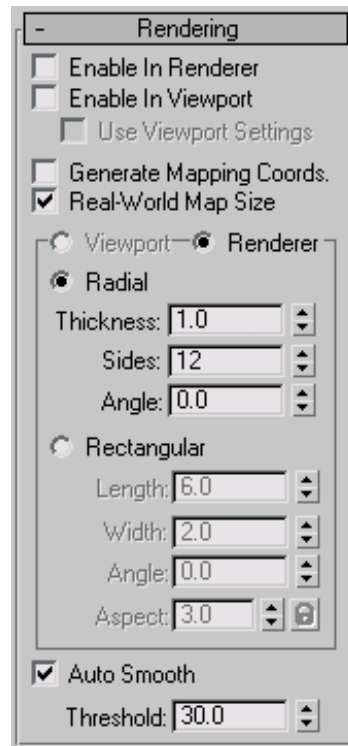 - Rendering
Enable In Renderer
Enable In Viewport
Use Viewport Settings
Generate Mapping Coords.
Real-World Map Size
Viewport Renderer
Radial
Thickness: 1.0
Sides: 12
Angle: 0.0
Rectangular
Length: 6.0
Width: 2.0
Angle: 0.0
Aspect: 3.0
Auto Smooth
Threshold: 30.0